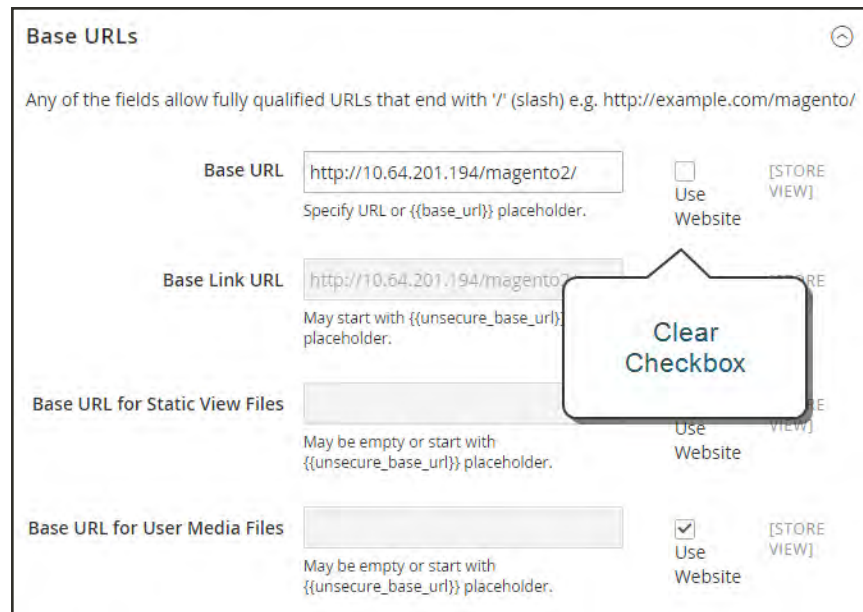 Base URLs
Any of the fields allow fully qualified URLs that end with '/' (slash) e.g. http://example.com/magento/
Base URL
http://10.64.201.194/magento2/
Use
Website
[STORE
VIEW]
Specify URL or {{base_url}} placeholder.
Base Link URL
http://10.64.201.194/magento2
May start with {{unsecure_base_url}}
placeholder.
Clear
Checkbox
Base URL for Static View Files
Use
Website
VIEW]
May be empty or start with
{{unsecure_base_url}} placeholder.
Base URL for User Media Files
Use
Website
[STORE
VIEW]
May be empty or start with
{{unsecure_base_url}} placeholder.